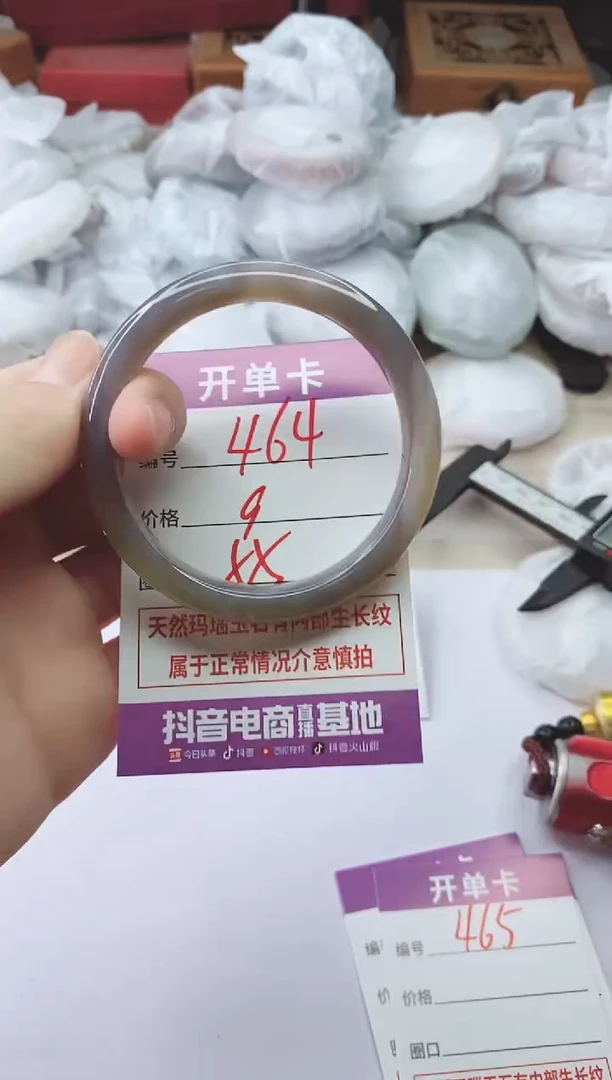 开单卡
编号 464
价格 9
XX
天然玛瑙玉石有内部生长纹
属于正常情况介意慎拍
抖音电商直播基地
今日头条 抖音 西瓜视频 抖音火山版
开单卡
编号 465
价格
圈口